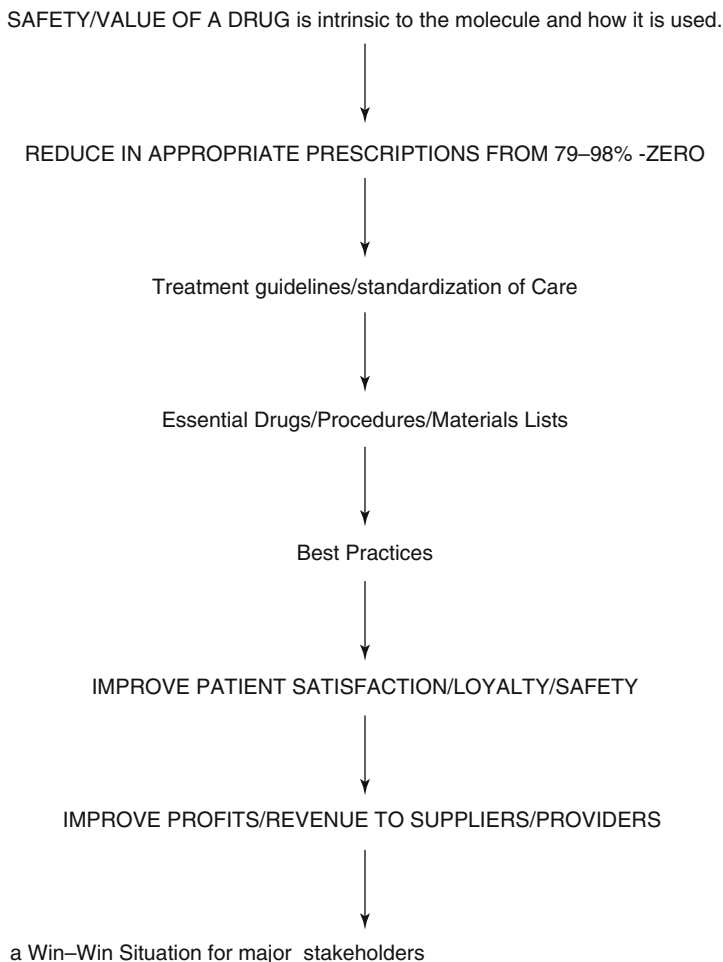 SAFETY/VALUE OF A DRUG is intrinsic to the molecule and how it is used.
REDUCE IN APPROPRIATE PRESCRIPTIONS FROM 79–98% -ZERO
Treatment guidelines/standardization of Care
Essential Drugs/Procedures/Materials Lists
Best Practices
IMPROVE PATIENT SATISFACTION/LOYALTY/SAFETY
IMPROVE PROFITS/REVENUE TO SUPPLIERS/PROVIDERS
a Win–Win Situation for major stakeholders